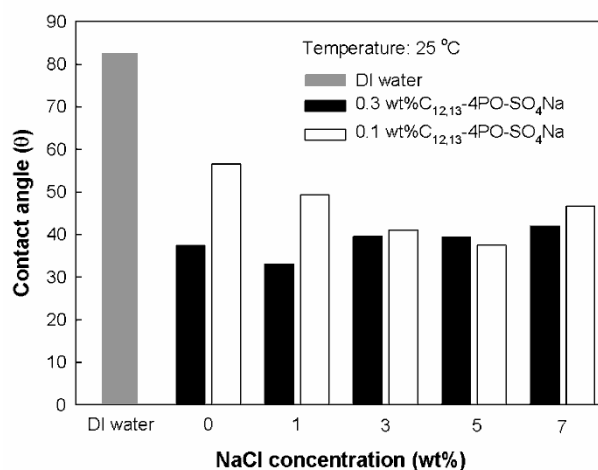 90
80
70
60
50
40
30
20
10
0
Contact angle (θ)
Temperature: 25 °C
DI water
0.3 wt%C₁₂,₁₃-4PO-SO₄Na
0.1 wt%C₁₂,₁₃-4PO-SO₄Na
DI water 0 1 3 5 7
NaCl concentration (wt%)